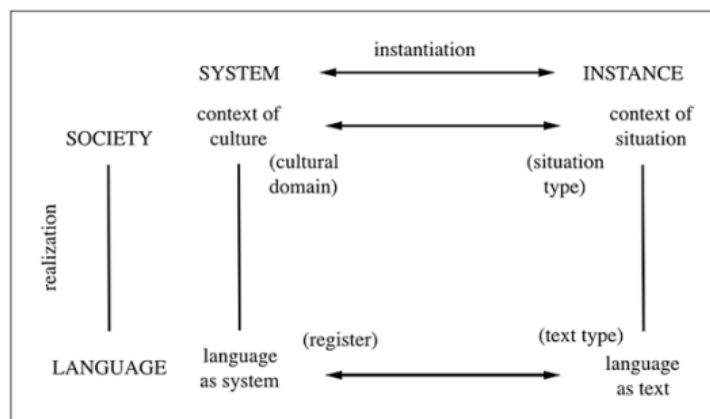 instantiation
SYSTEM INSTANCE
context of culture
context of situation
SOCIETY
(cultural domain)
(situation type)
realization
(register)
(text type)
LANGUAGE
language as system
language as text